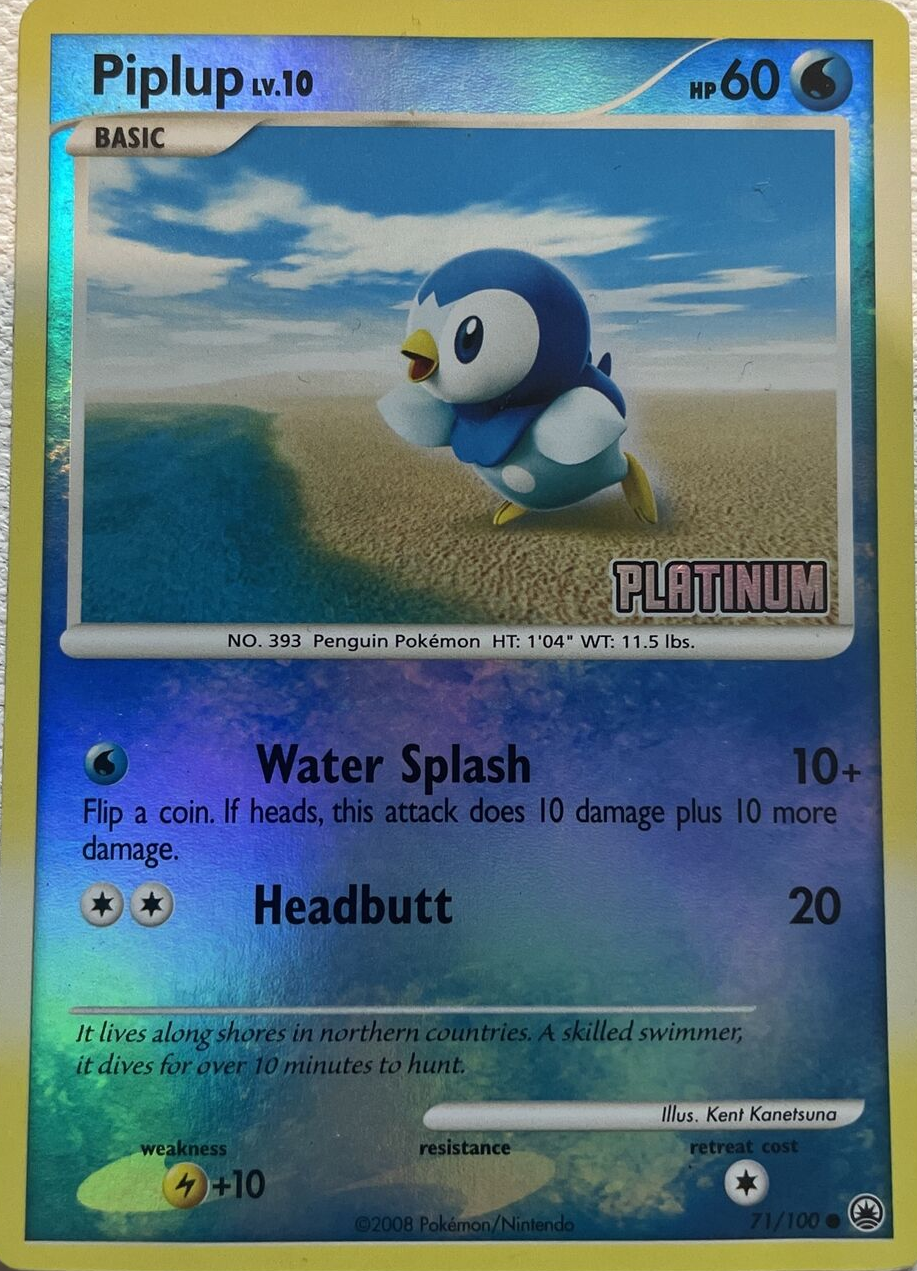 Piplup LV.10 HP 60
BASIC
PLATINUM
NO. 393 Penguin Pokémon HT: 1'04" WT: 11.5 lbs.
Water Splash 10+
Flip a coin. If heads, this attack does 10 damage plus 10 more
damage.
Headbutt 20
It lives along shores in northern countries. A skilled swimmer,
it dives for over 10 minutes to hunt.
Illus. Kent Kanetsuna
weakness resistance retreat cost
+10
©2008 Pokémon/Nintendo 71/100